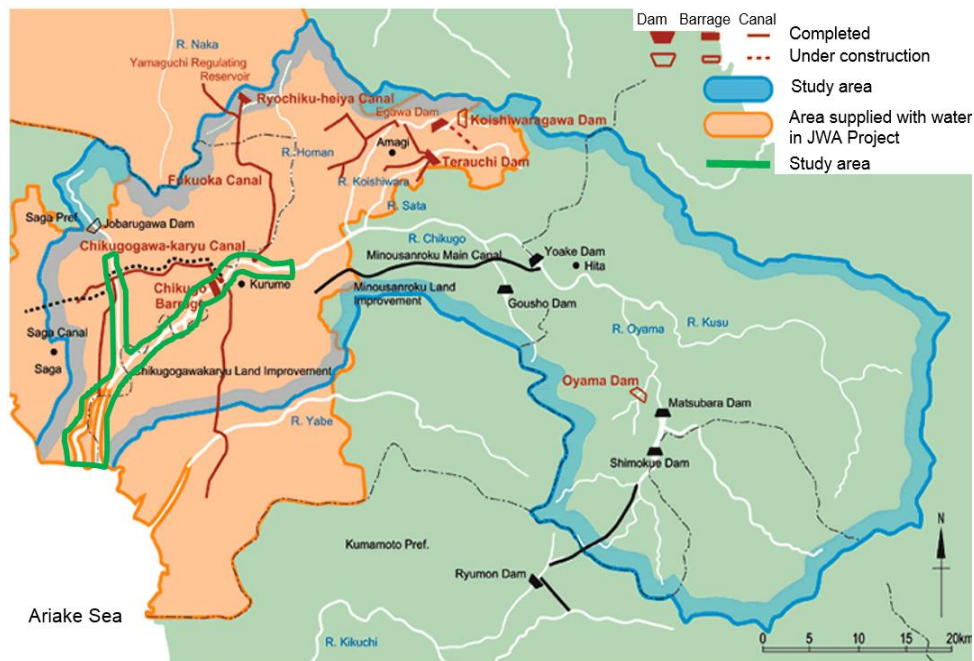 Dam Barrage Canal
Completed
Under construction
Study area
Area supplied with water
in JWA Project
Study area
R. Naka
Yamaguchi Regulating
Reservoir
Ryochiku-heiya Canal
Egawa Dam
Koishiwaragawa Dam
Amagi
R. Homan
Terauchi Dam
Fukuoka Canal
R. Koishiwara
R. Sata
Saga Pref.
Jobarugawa Dam
R. Chikugo
Chikugogawa-karyu Canal
Minousanroku Main Canal
Yoake Dam
Hita
Chikugo
Barrage
Kurume
Minousanroku Land
Improvement
Gousho Dam
Saga Canal
Saga
R. Oyama
R. Kusu
Chikugogawakaryu Land Improvement
Oyama Dam
Matsubara Dam
R. Yabe
Shimokue Dam
Kumamoto Pref.
Ryumon Dam
Ariake Sea
R. Kikuchi
N
0 5 10 15 20km